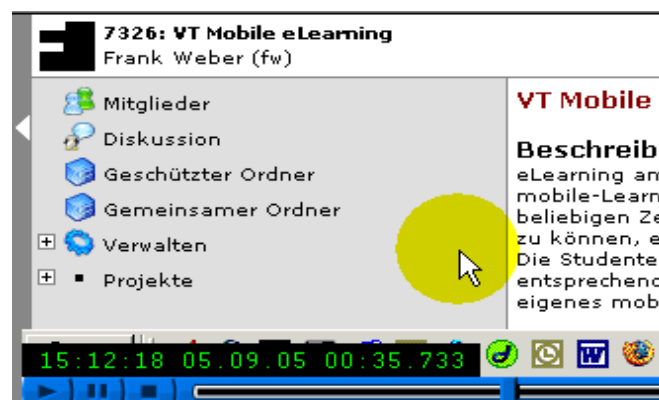 7326: VT Mobile eLearning
Frank Weber (fw)
Mitglieder
Diskussion
Geschützter Ordner
Gemeinsamer Ordner
Verwalten
Projekte
VT Mobile
Beschreib
eLearning an
mobile-Learn
beliebigen Ze
zu können, e
Die Studente
entsprechend
eigenes mob
15:12:18 05.09.05 00:35.733